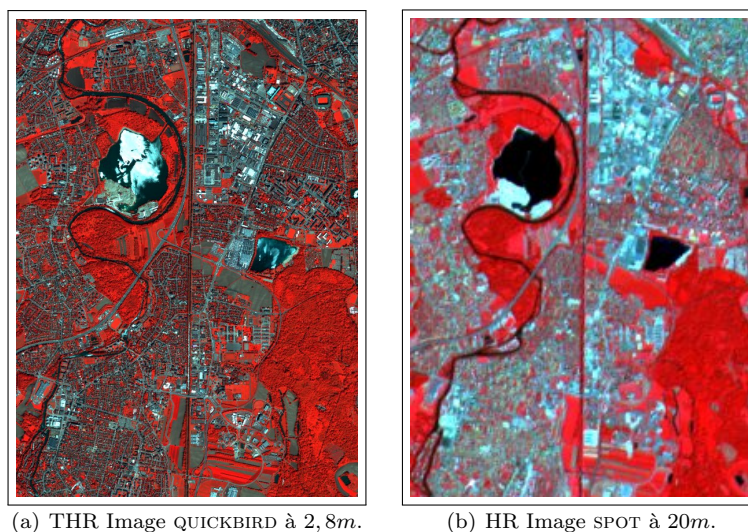 (a) THR Image QUICKBIRD à 2, 8m.
(b) HR Image SPOT à 20m.